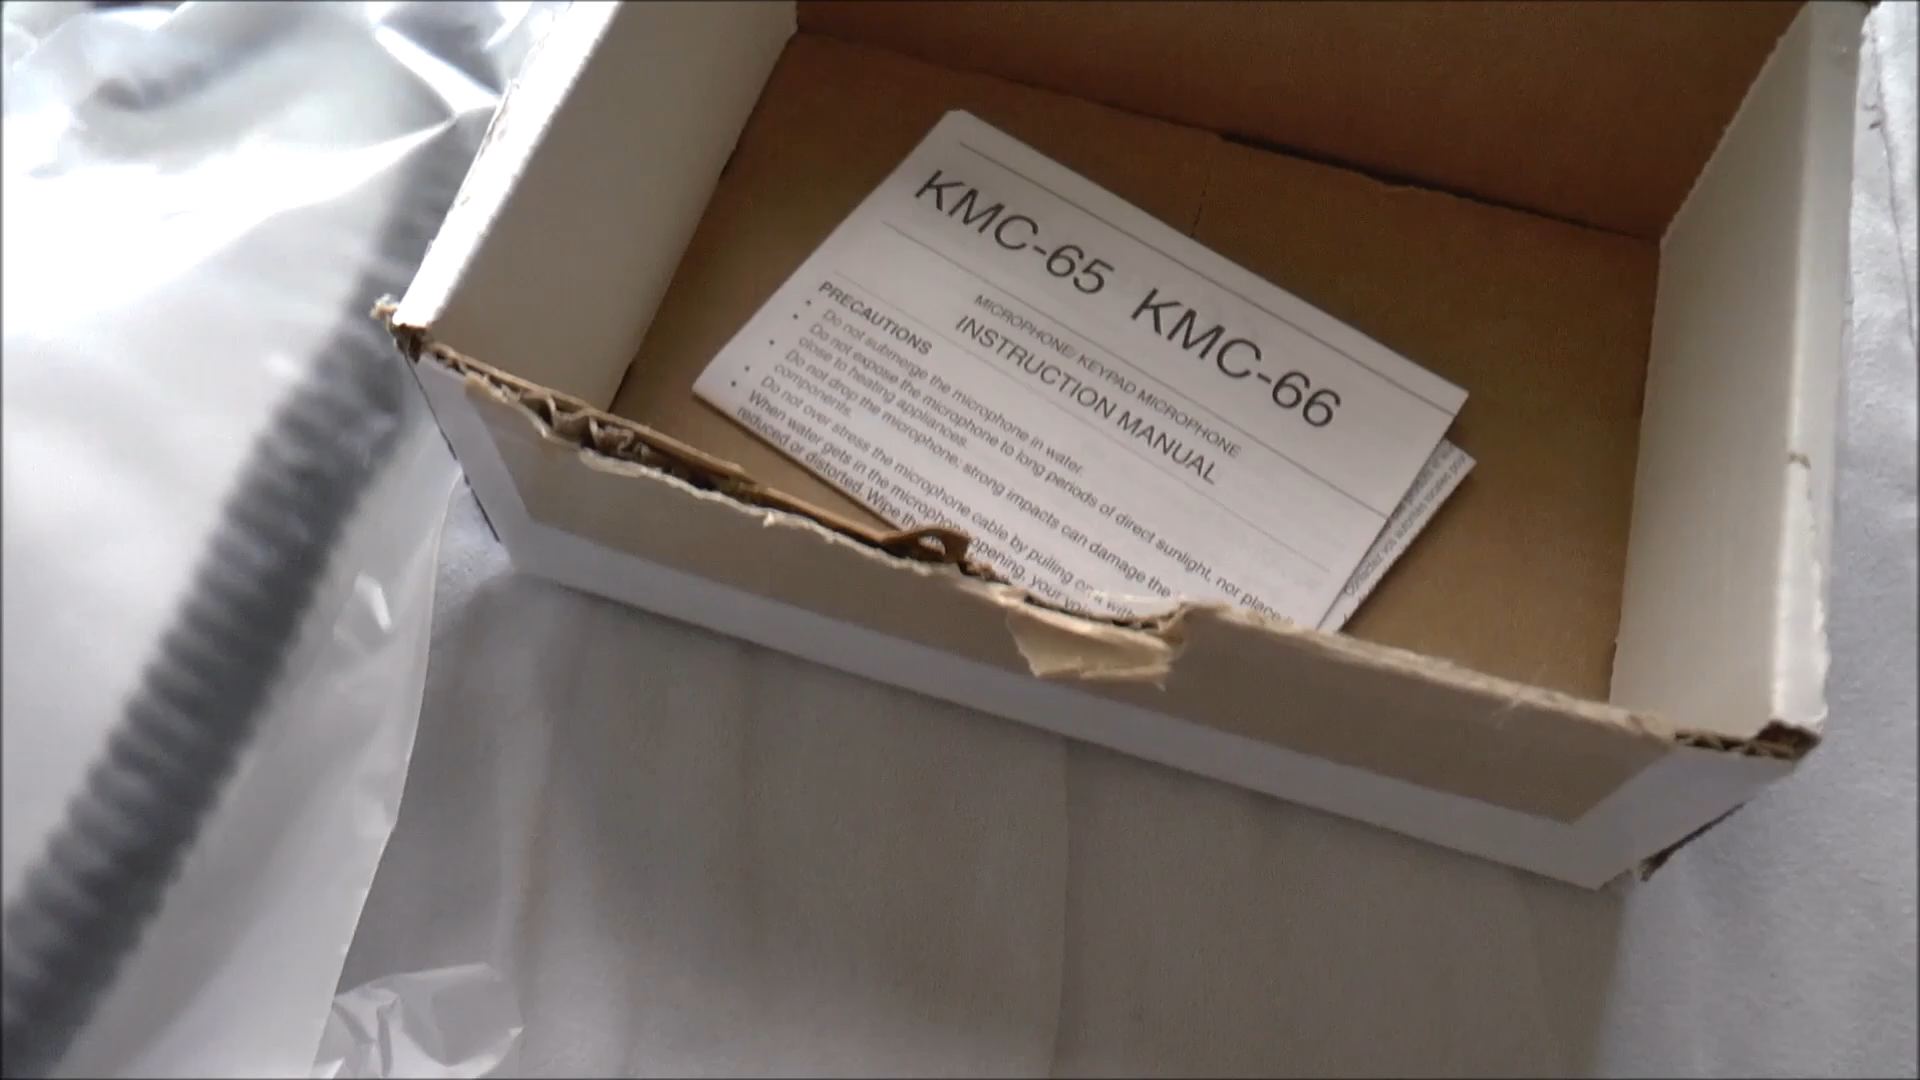 KMC-65 KMC-66
MICROPHONE/ KEYPAD MICROPHONE
INSTRUCTION MANUAL
PRECAUTIONS
• Do not submerge the microphone in water.
• Do not expose the microphone to long periods of direct sunlight, nor place it
close to heating appliances.
• Do not drop the microphone; strong impacts can damage the
components.
• Do not over stress the microphone cable by pulling on it with
• When water gets in the microphone opening, your
reduced or distorted. Wipe the